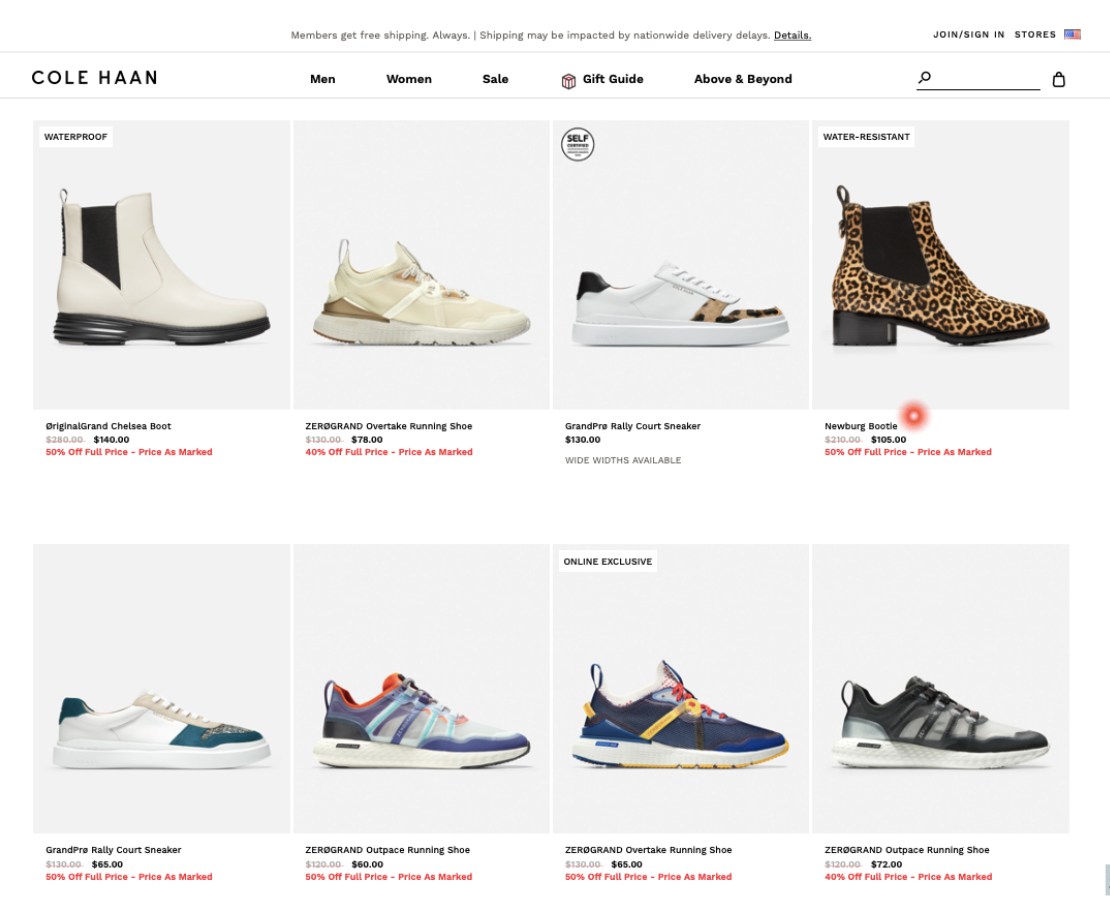 Members get free shipping. Always. | Shipping may be impacted by nationwide delivery delays. Details.
JOIN/SIGN IN STORES
COLE HAAN
Men Women Sale Gift Guide Above & Beyond
WATERPROOF
SELF
CERTIFIED
WATER-RESISTANT
ØriginalGrand Chelsea Boot
$280.00 $140.00
50% Off Full Price - Price As Marked
ZERØGRAND Overtake Running Shoe
$130.00 $78.00
40% Off Full Price - Price As Marked
GrandPrø Rally Court Sneaker
$130.00
WIDE WIDTHS AVAILABLE
Newburg Bootie
$210.00 $105.00
50% Off Full Price - Price As Marked
ONLINE EXCLUSIVE
GrandPrø Rally Court Sneaker
$130.00 $65.00
50% Off Full Price - Price As Marked
ZERØGRAND Outpace Running Shoe
$120.00 $60.00
50% Off Full Price - Price As Marked
ZERØGRAND Overtake Running Shoe
$130.00 $65.00
50% Off Full Price - Price As Marked
ZERØGRAND Outpace Running Shoe
$120.00 $72.00
40% Off Full Price - Price As Marked